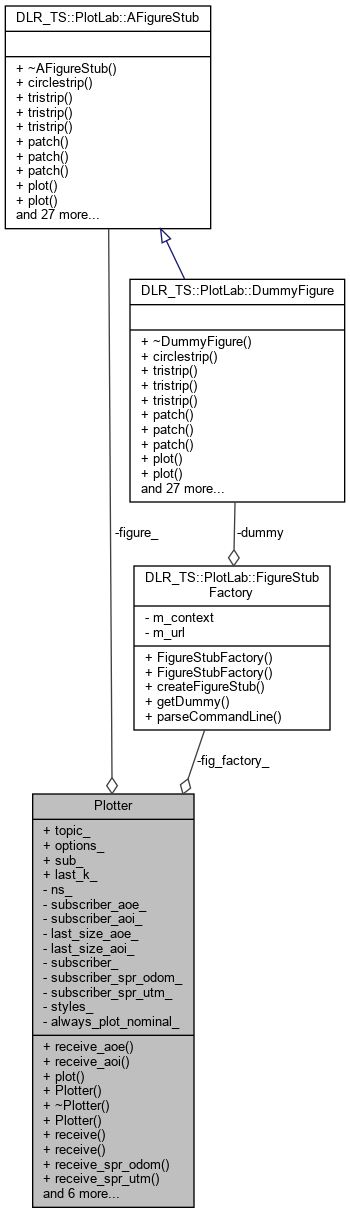 DLR_TS::PlotLab::AFigureStub
+ ~AFigureStub()
+ circlestrip()
+ tristrip()
+ tristrip()
+ tristrip()
+ patch()
+ patch()
+ patch()
+ plot()
+ plot()
and 27 more...
DLR_TS::PlotLab::DummyFigure
+ ~DummyFigure()
+ circlestrip()
+ tristrip()
+ tristrip()
+ tristrip()
+ patch()
+ patch()
+ patch()
+ plot()
+ plot()
and 27 more...
-figure_
-dummy
DLR_TS::PlotLab::FigureStub
Factory
- m_context
- m_url
+ FigureStubFactory()
+ FigureStubFactory()
+ createFigureStub()
+ getDummy()
+ parseCommandLine()
-fig_factory_
Plotter
+ topic_
+ options_
+ sub_
+ last_k_
- ns_
- subscriber_aoe_
- subscriber_aoi_
- last_size_aoe_
- last_size_aoi_
- subscriber_
- subscriber_spr_odom_
- subscriber_spr_utm_
- styles_
- always_plot_nominal_
+ receive_aoe()
+ receive_aoi()
+ plot()
+ Plotter()
+ ~Plotter()
+ Plotter()
+ receive()
+ receive()
+ receive_spr_odom()
+ receive_spr_utm()
and 6 more...